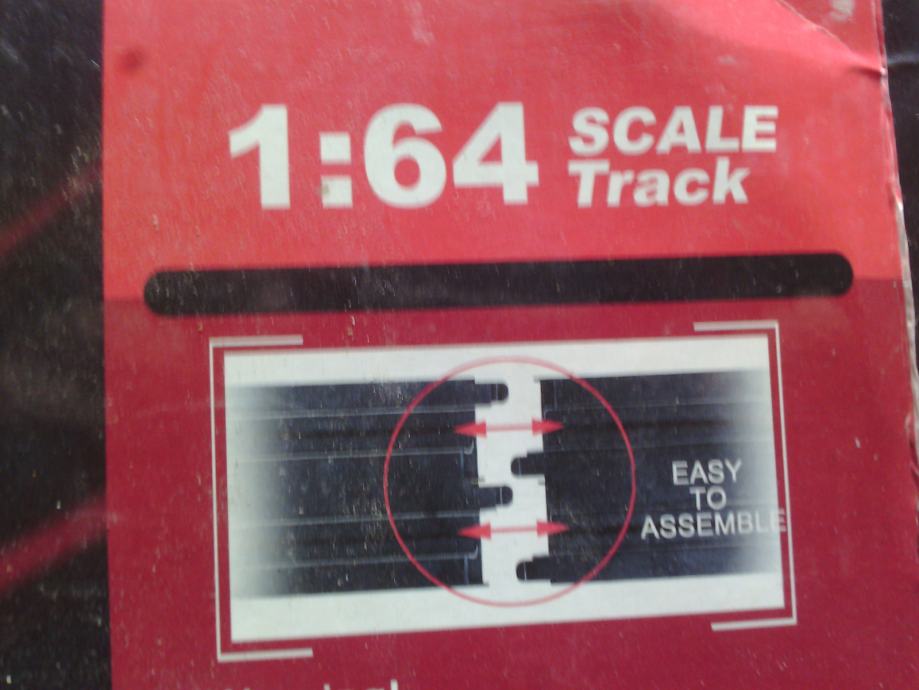 1:64 SCALE
Track
EASY
TO
ASSEMBLE